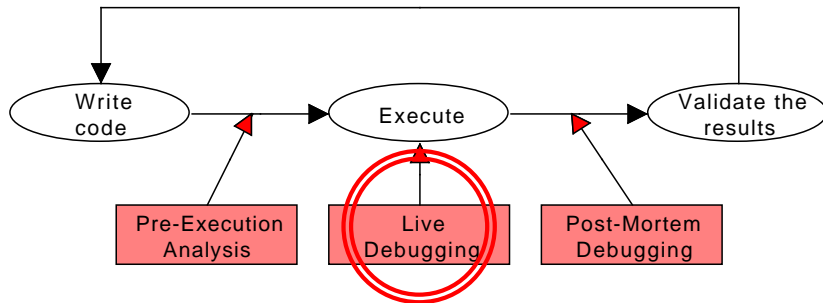 Write
code
Execute
Validate the
results
Pre-Execution
Analysis
Live
Debugging
Post-Mortem
Debugging